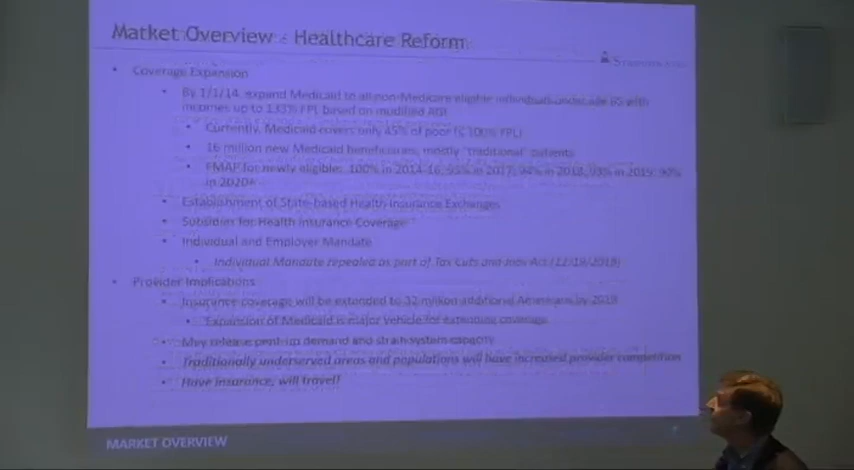 Market Overview - Healthcare Reform
Coverage Expansion
By 1/1/14, expand Medicaid to all non-Medicare eligible individuals under age 65 with
incomes up to 133% FPL based on modified AGI
Currently, Medicaid covers only 45% of poor (≤ 100% FPL)
16 million new Medicaid beneficiaries, mostly "traditional" patients
FMAP for newly eligible: 100% in 2014-16, 95% in 2017, 94% in 2018, 93% in 2019, 90%
in 2020+
Establishment of State-based Health Insurance Exchanges
Subsidies for Health Insurance Coverage
Individual and Employer Mandate
Individual Mandate repealed as part of Tax Cuts and Jobs Act (12/19/2018)
Provider Implications
Insurance coverage will be extended to 32 million additional Americans by 2019
Expansion of Medicaid is major vehicle for extending coverage
May release pent-up demand and strain system capacity
Traditionally underserved areas and populations will have increased provider competition
Have insurance, will travel!
MARKET OVERVIEW